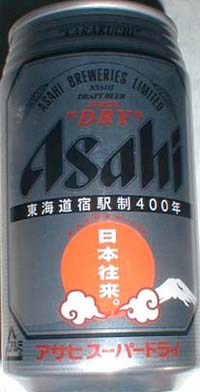 "KARAKUCHI"
ASAHI BREWERIES LIMITED
ASAHI
DRAFT BEER
"DRY"
Asahi
東海道宿駅制400年
日本往来。
アサヒスーパードライ